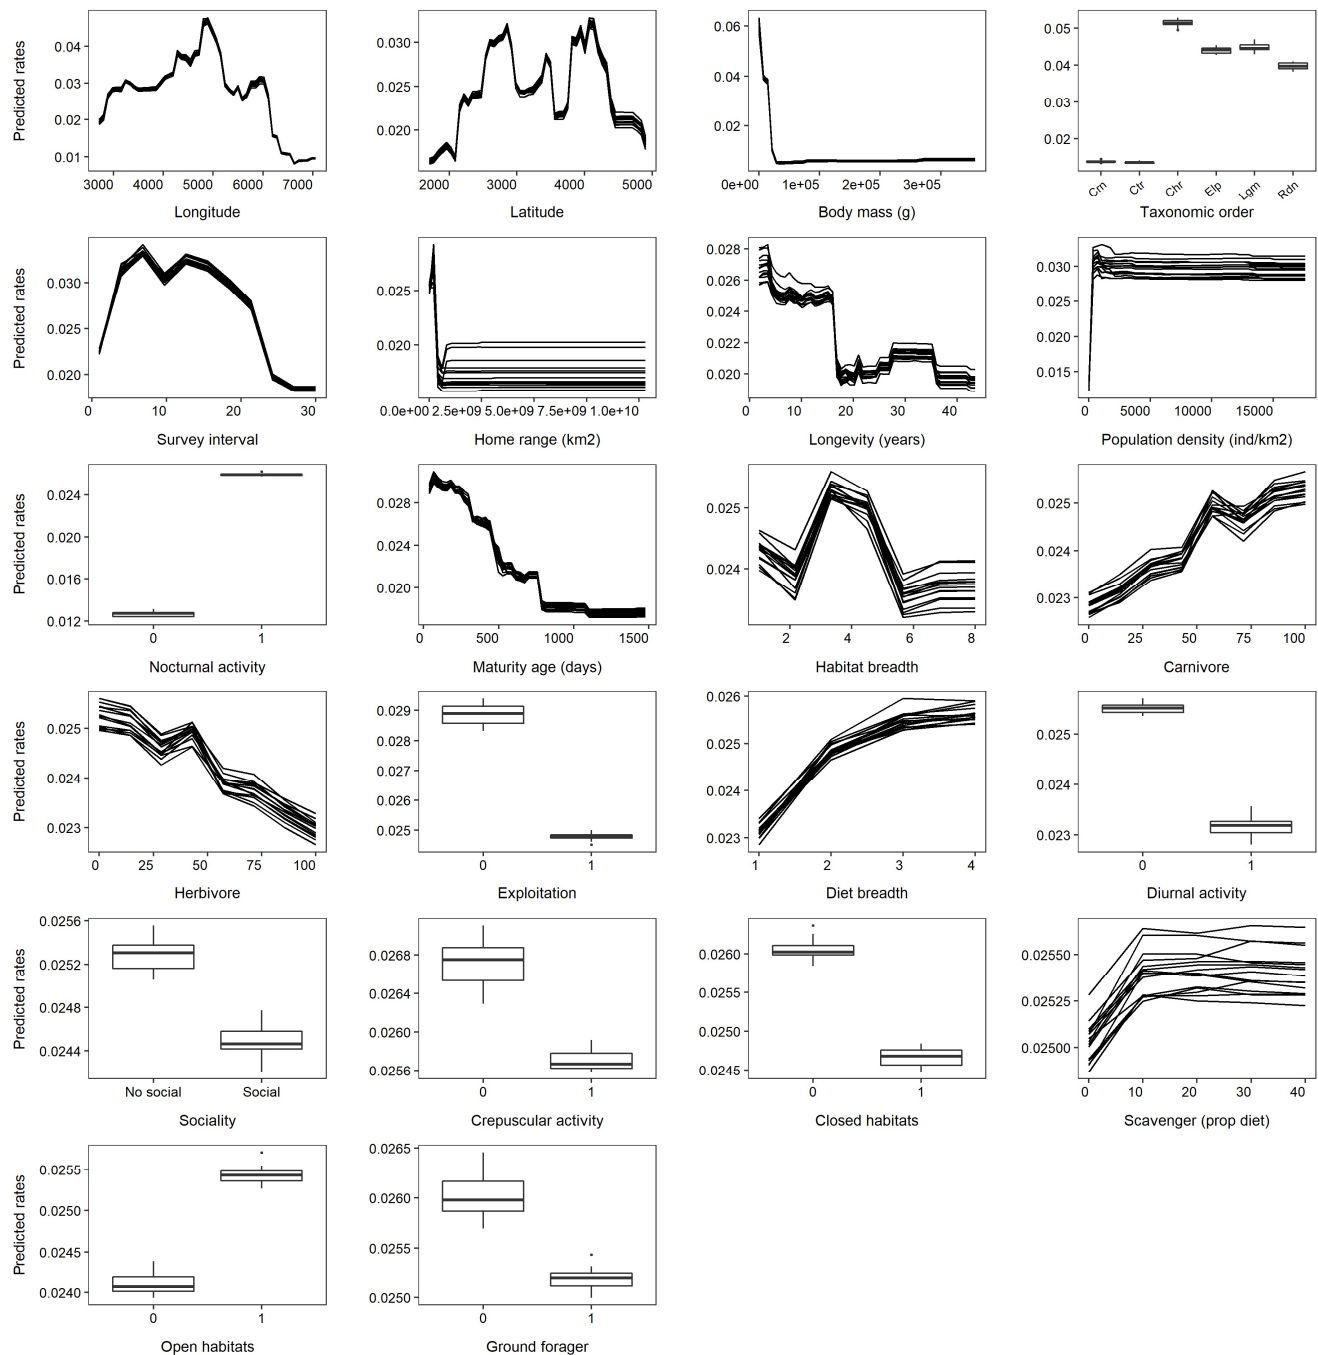 Predicted rates
0.04
0.03
0.02
0.01
3000 4000 5000 6000 7000
Longitude
0.030
0.025
0.020
2000 3000 4000 5000
Latitude
0.06
0.04
0.02
0e+00 1e+05 2e+05 3e+05
Body mass (g)
0.05
0.04
0.03
0.02
Crn Ctr Chr Elp Lgm Rdn
Taxonomic order
Predicted rates
0.030
0.025
0.020
0 10 20 30
Survey interval
0.025
0.020
0.0e+00 2.5e+09 5.0e+09 7.5e+09 1.0e+10
Home range (km2)
0.028
0.026
0.024
0.022
0.020
0 10 20 30 40
Longevity (years)
0.030
0.025
0.020
0.015
0 5000 10000 15000
Population density (ind/km2)
Predicted rates
0.024
0.020
0.016
0.012
0 1
Nocturnal activity
0.028
0.024
0.020
0 500 1000 1500
Maturity age (days)
0.025
0.024
2 4 6 8
Habitat breadth
0.025
0.024
0.023
0 25 50 75 100
Carnivore
Predicted rates
0.025
0.024
0.023
0 25 50 75 100
Herbivore
0.029
0.028
0.027
0.026
0.025
0 1
Exploitation
0.026
0.025
0.024
0.023
1 2 3 4
Diet breadth
0.025
0.023
0 1
Diurnal activity
Predicted rates
0.0256
0.0252
0.0248
0.0244
No social Social
Sociality
0.0268
0.0264
0.0260
0.0256
0 1
Crepuscular activity
0.0260
0.0255
0.0250
0.0245
0 1
Closed habitats
0.02550
0.02525
0.02500
0 10 20 30 40
Scavenger (prop diet)
Predicted rates
0.0255
0.0250
0.0245
0.0240
0 1
Open habitats
0.0265
0.0260
0.0255
0.0250
0 1
Ground forager